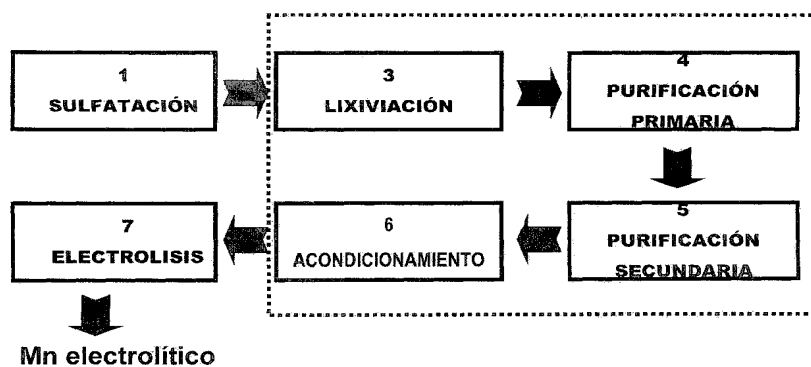 1
SULFATACIÓN
3
LIXIVIACIÓN
4
PURIFICACIÓN
PRIMARIA
5
PURIFICACIÓN
SECUNDARIA
6
ACONDICIONAMIENTO
7
ELECTROLISIS
Mn electrolítico